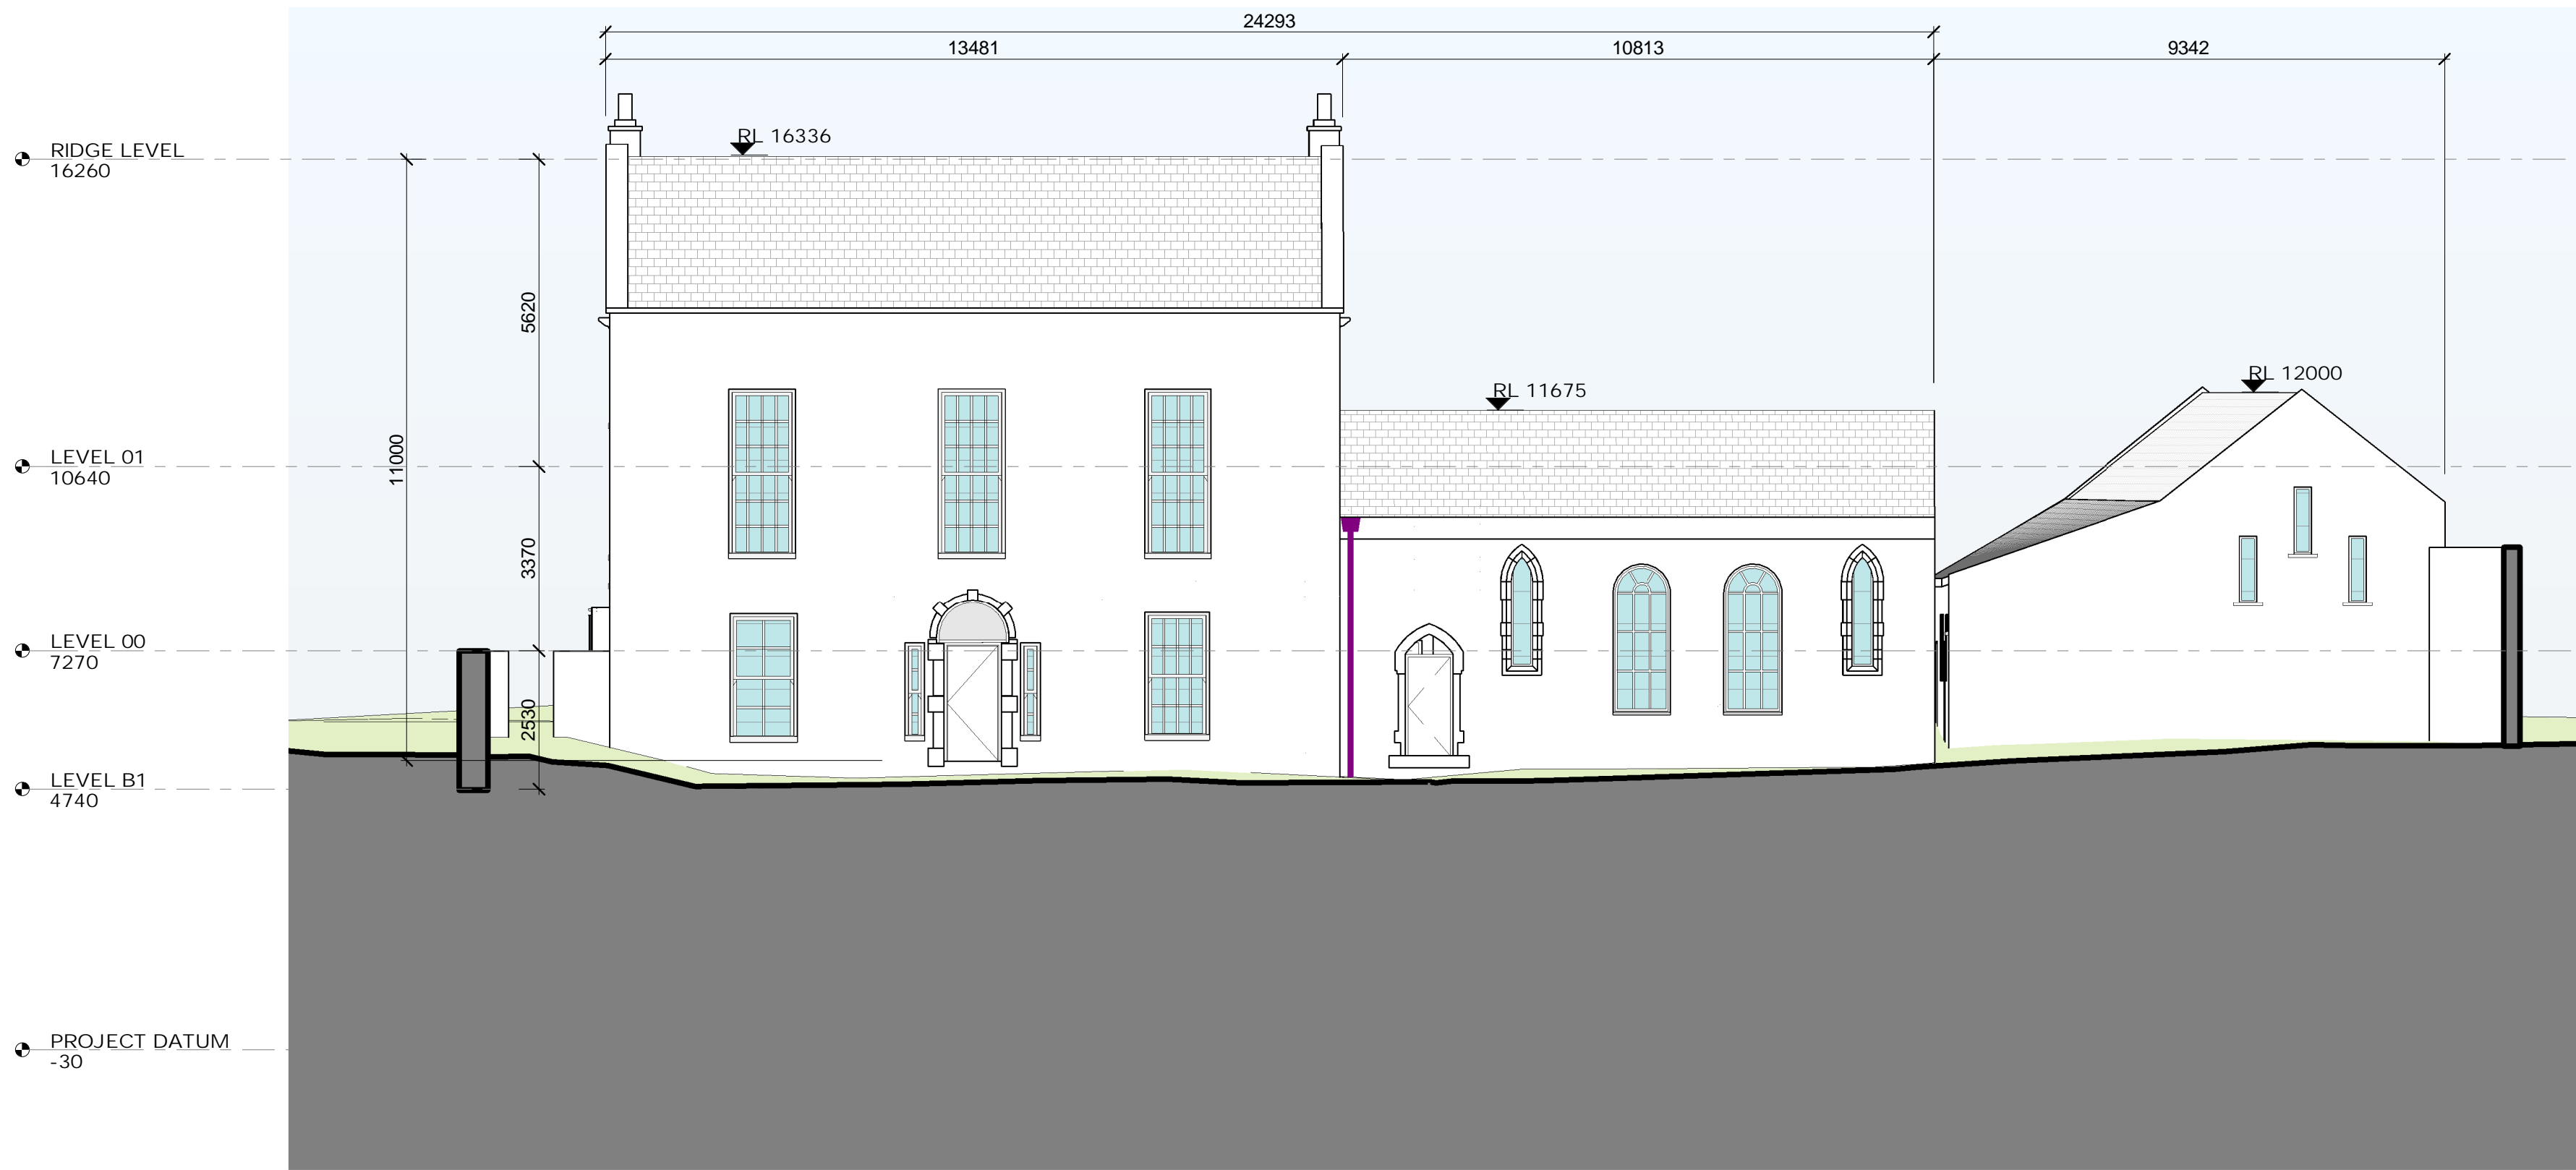 24293
13481
10813
9342
RL 16336
RIDGE LEVEL
16260
5620
RL 12000
RL 11675
11000
LEVEL 01
10640
3370
LEVEL 00
7270
2530
LEVEL B1
4740
PROJECT DATUM
-30